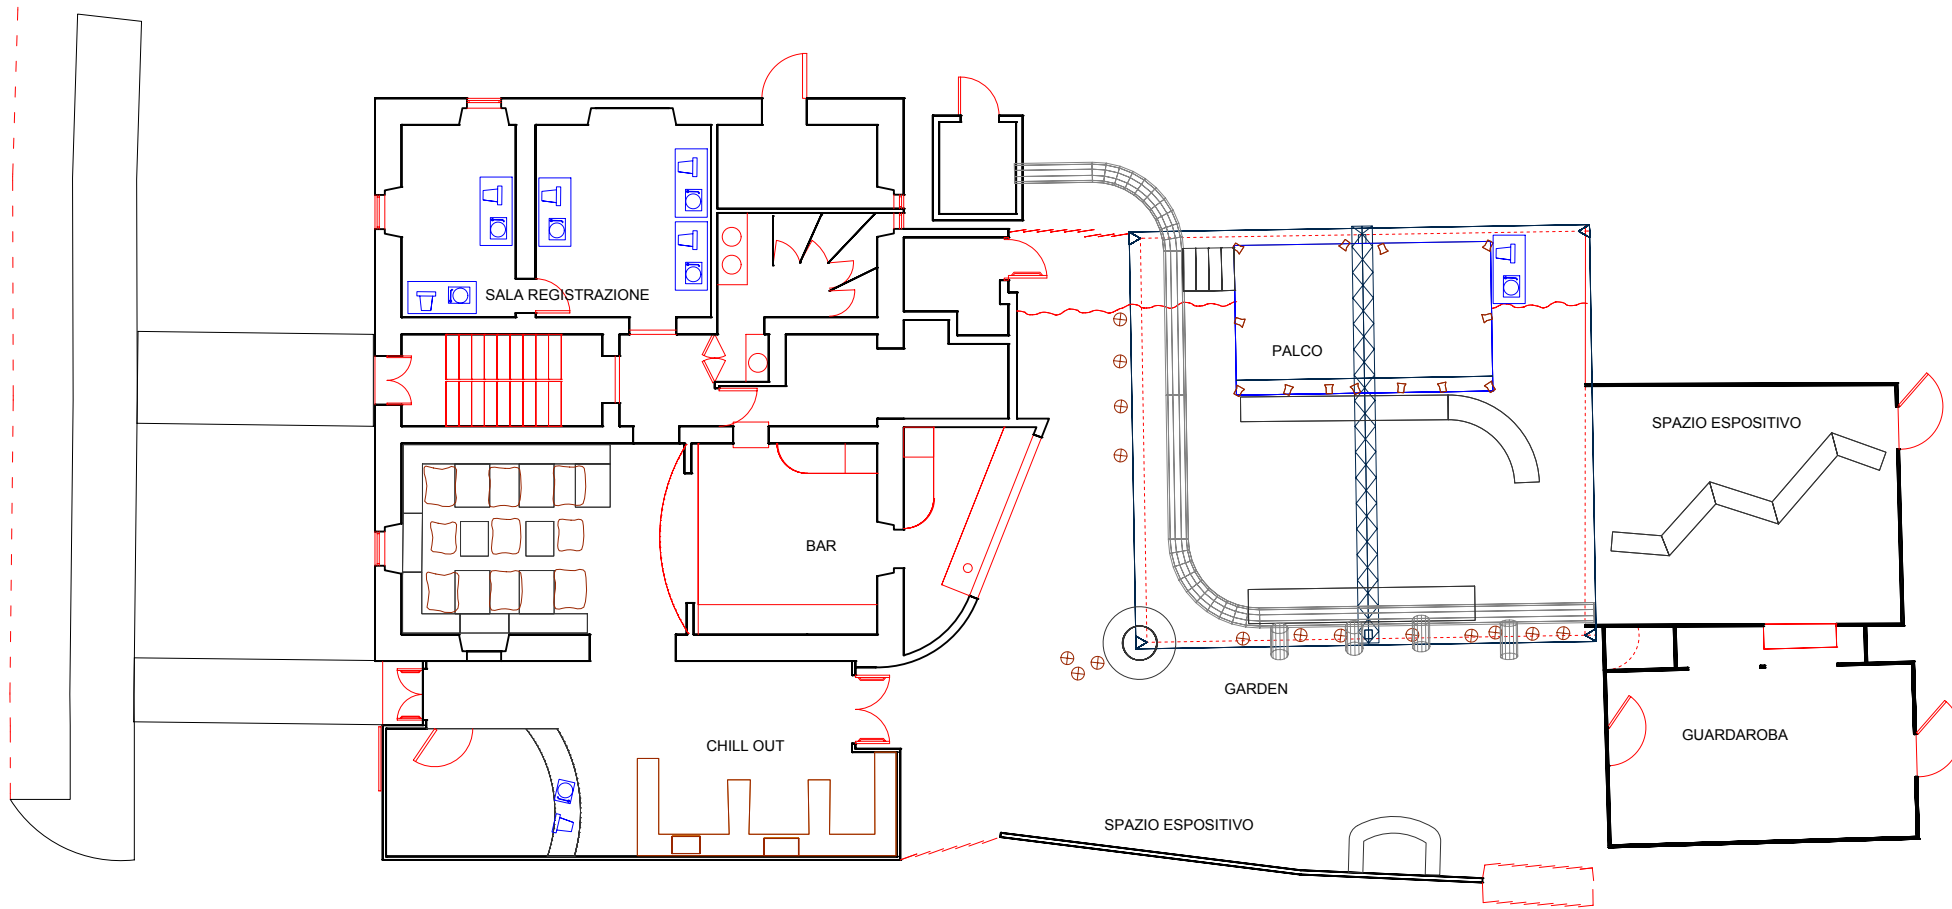 SALA REGISTRAZIONE
PALCO
SPAZIO ESPOSITIVO
BAR
GARDEN
CHILL OUT
GUARDAROBA
SPAZIO ESPOSITIVO